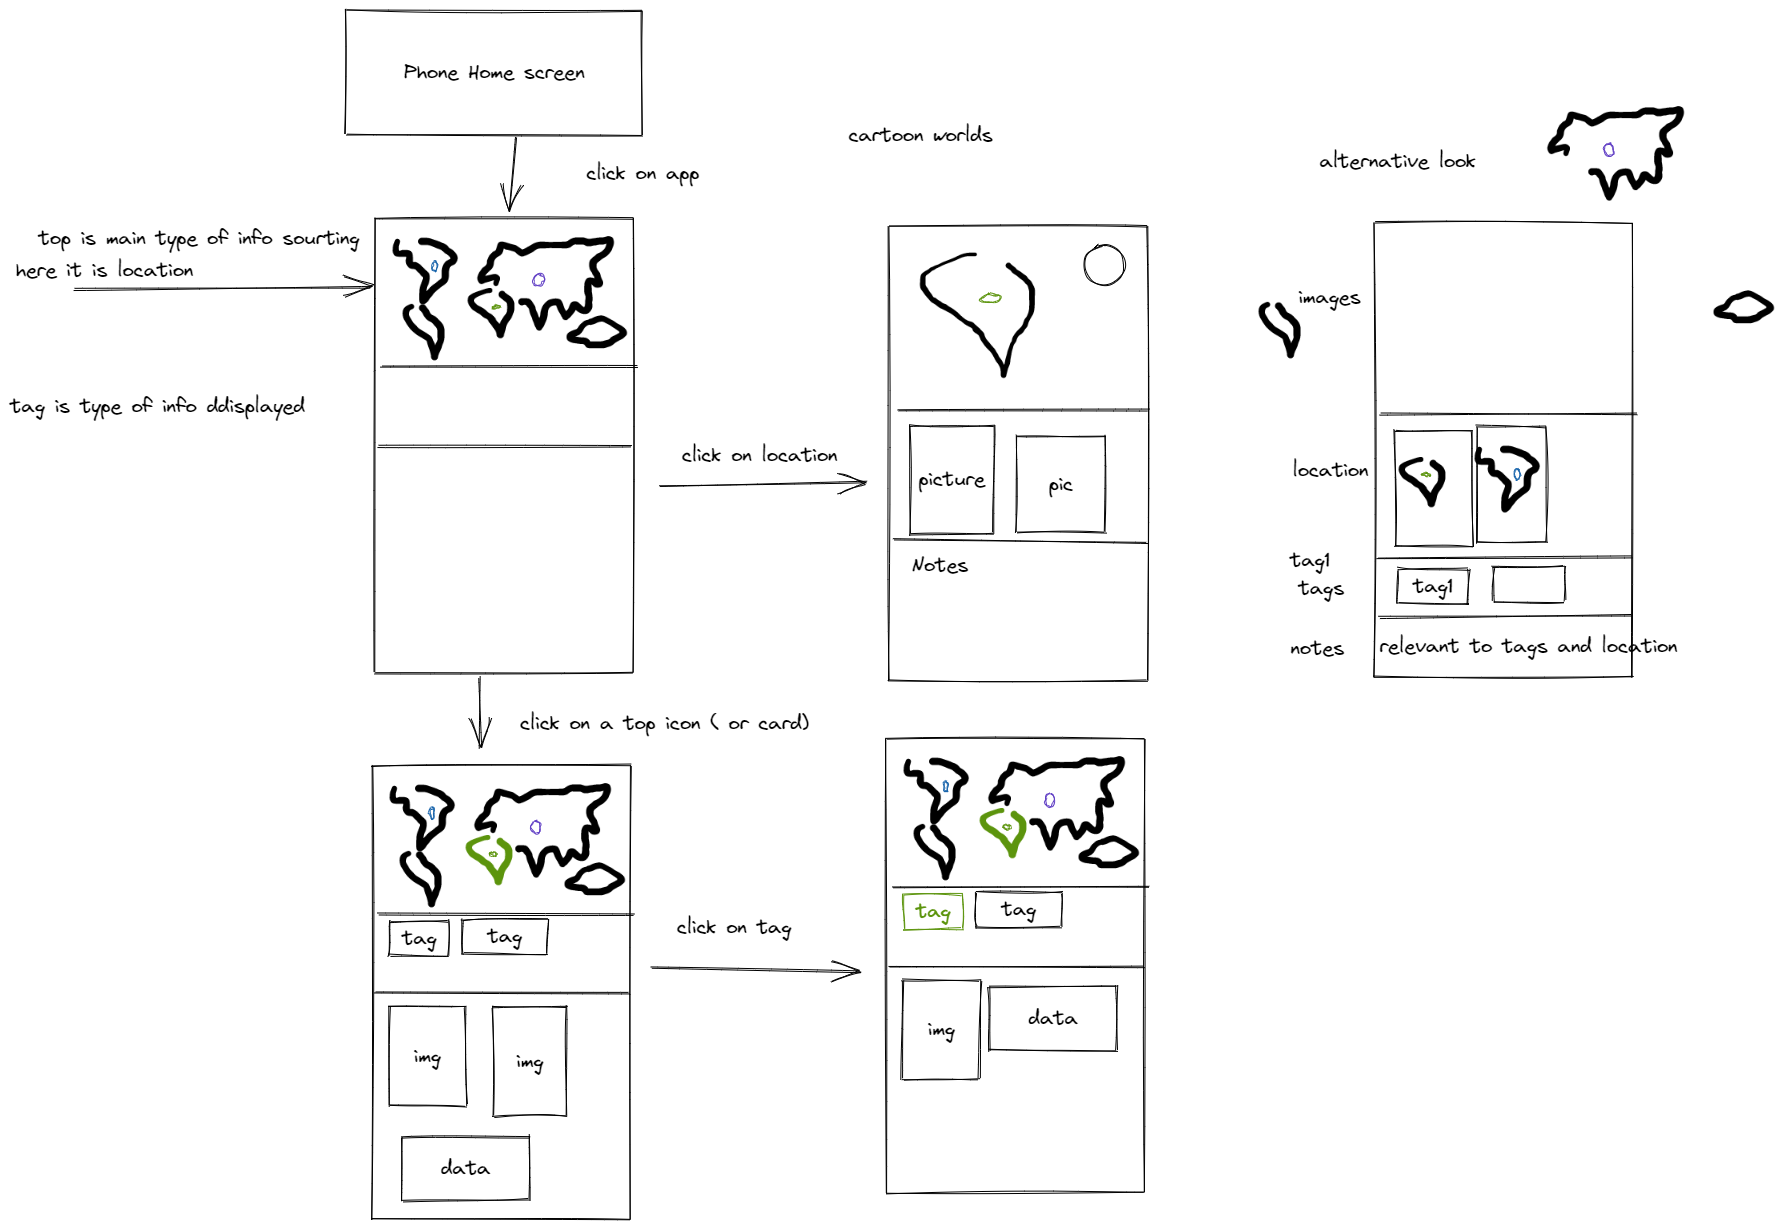 Phone Home screen
click on app
cartoon worlds
alternative look
top is main type of info sourting
here it is location
tag is type of info ddisplayed
click on location
picture
pic
Notes
images
location
tag1
tags
tag1
notes
relevant to tags and location
click on a top icon ( or card)
tag
tag
img
img
data
click on tag
tag
tag
img
data